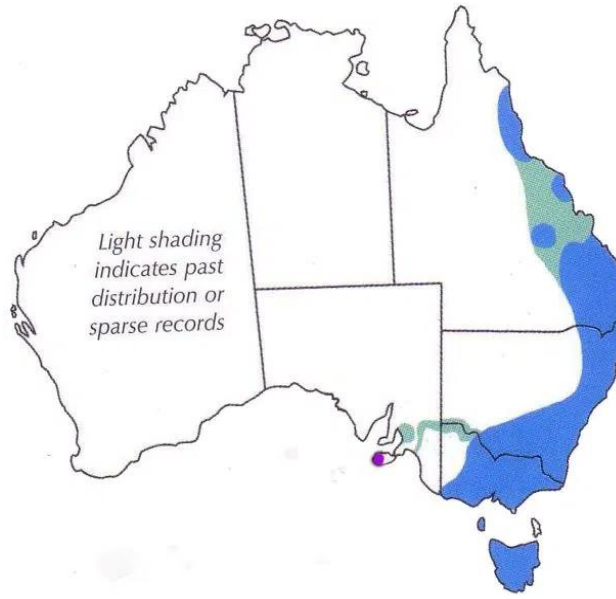 Light shading
indicates past
distribution or
sparse records